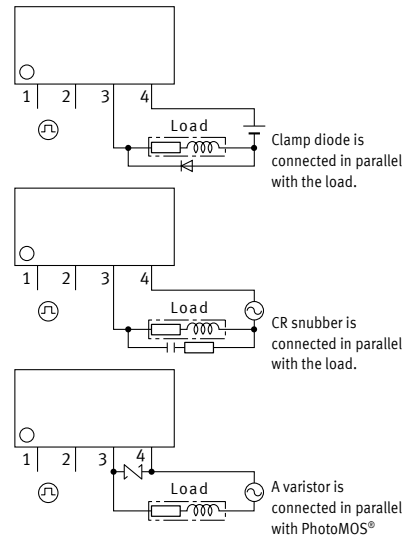 1 2 3 4
Load
Clamp diode is
connected in parallel
with the load.
1 2 3 4
Load
CR snubber is
connected in parallel
with the load.
1 2 3 4
Load
A varistor is
connected in parallel
with PhotoMOS®